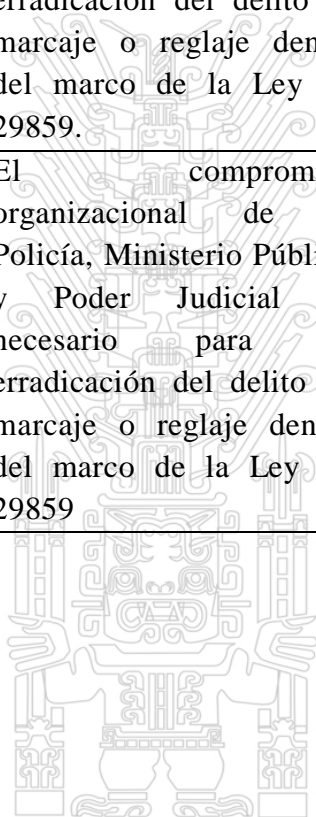 erradicación del delito
marcaje o reglaje den
del marco de la Ley
29859.
El comprom
organizacional de
Policía, Ministerio Públi
y Poder Judicial
necesario para
erradicación del delito
marcaje o reglaje den
del marco de la Ley
29859